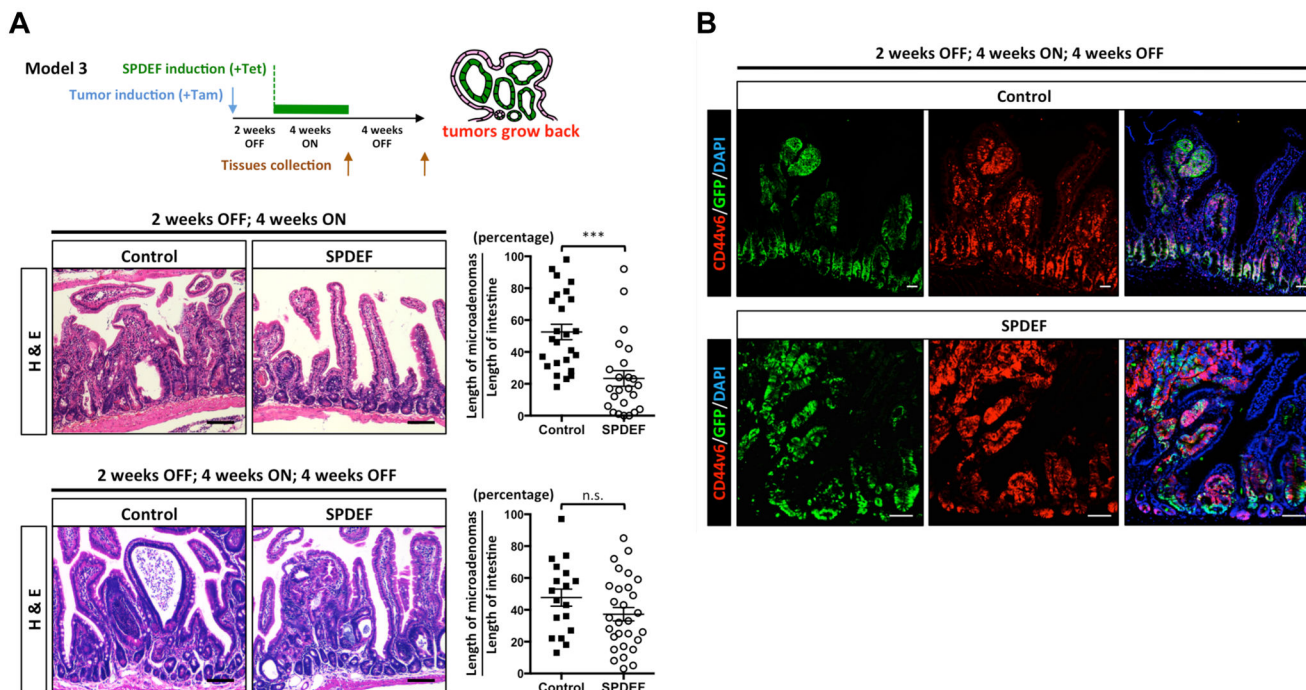 A
Model 3
SPDEF induction (+Tet)
Tumor induction (+Tam)
2 weeks
OFF
4 weeks
ON
4 weeks
OFF
Tissues collection
tumors grow back
2 weeks OFF; 4 weeks ON
Control
SPDEF
H & E
(percentage)
***
Length of microadenomas
Length of intestine
100
80
60
40
20
0
Control
SPDEF
2 weeks OFF; 4 weeks ON; 4 weeks OFF
Control
SPDEF
H & E
(percentage)
n.s.
Length of microadenomas
Length of intestine
100
80
60
40
20
0
Control
SPDEF
B
2 weeks OFF; 4 weeks ON; 4 weeks OFF
Control
CD44v6/GFP/DAPI
SPDEF
CD44v6/GFP/DAPI